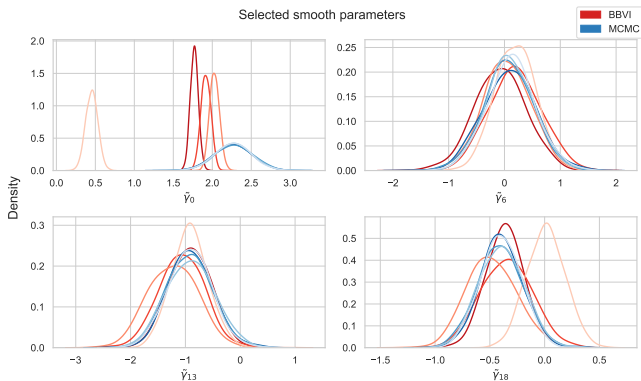 Selected smooth parameters
BBVI
MCMC
Density
2.0
1.5
1.0
0.5
0.0
0.0 0.5 1.0 1.5 2.0 2.5 3.0
γ̃₀
0.25
0.20
0.15
0.10
0.05
0.00
−2 −1 0 1 2
γ̃₆
0.3
0.2
0.1
0.0
−3 −2 −1 0 1
γ̃₁₃
0.5
0.4
0.3
0.2
0.1
0.0
−1.5 −1.0 −0.5 0.0 0.5
γ̃₁₈